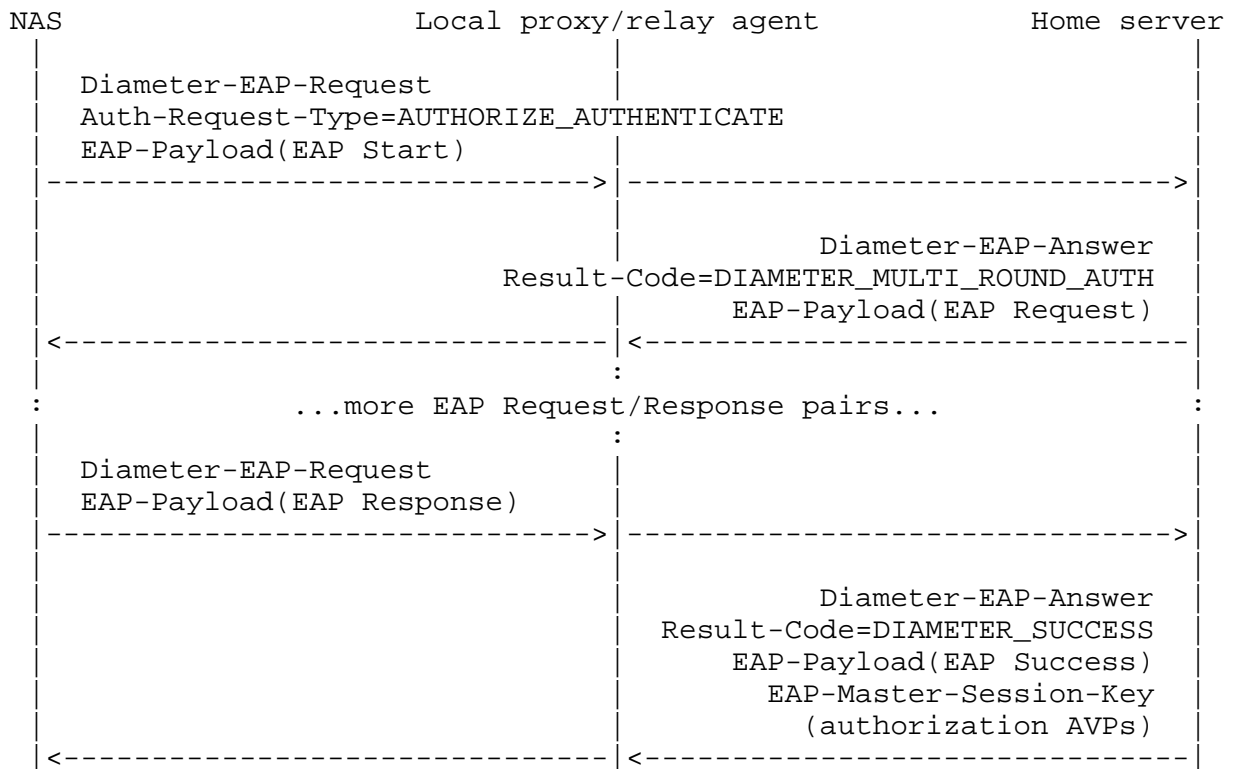 NAS Local proxy/relay agent Home server
Diameter-EAP-Request
Auth-Request-Type=AUTHORIZE_AUTHENTICATE
EAP-Payload(EAP Start)
Diameter-EAP-Answer
Result-Code=DIAMETER_MULTI_ROUND_AUTH
EAP-Payload(EAP Request)
...more EAP Request/Response pairs...
Diameter-EAP-Request
EAP-Payload(EAP Response)
Diameter-EAP-Answer
Result-Code=DIAMETER_SUCCESS
EAP-Payload(EAP Success)
EAP-Master-Session-Key
(authorization AVPs)